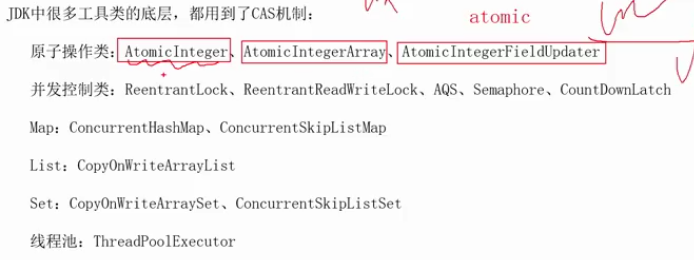 JDK中很多工具类的底层，都用到了CAS机制：
atomic
原子操作类：AtomicInteger、AtomicIntegerArray、AtomicIntegerFieldUpdater
并发控制类：ReentrantLock、ReentrantReadWriteLock、AQS、Semaphore、CountDownLatch
Map：ConcurrentHashMap、ConcurrentSkipListMap
List：CopyOnWriteArrayList
Set：CopyOnWriteArraySet、ConcurrentSkipListSet
线程池：ThreadPoolExecutor